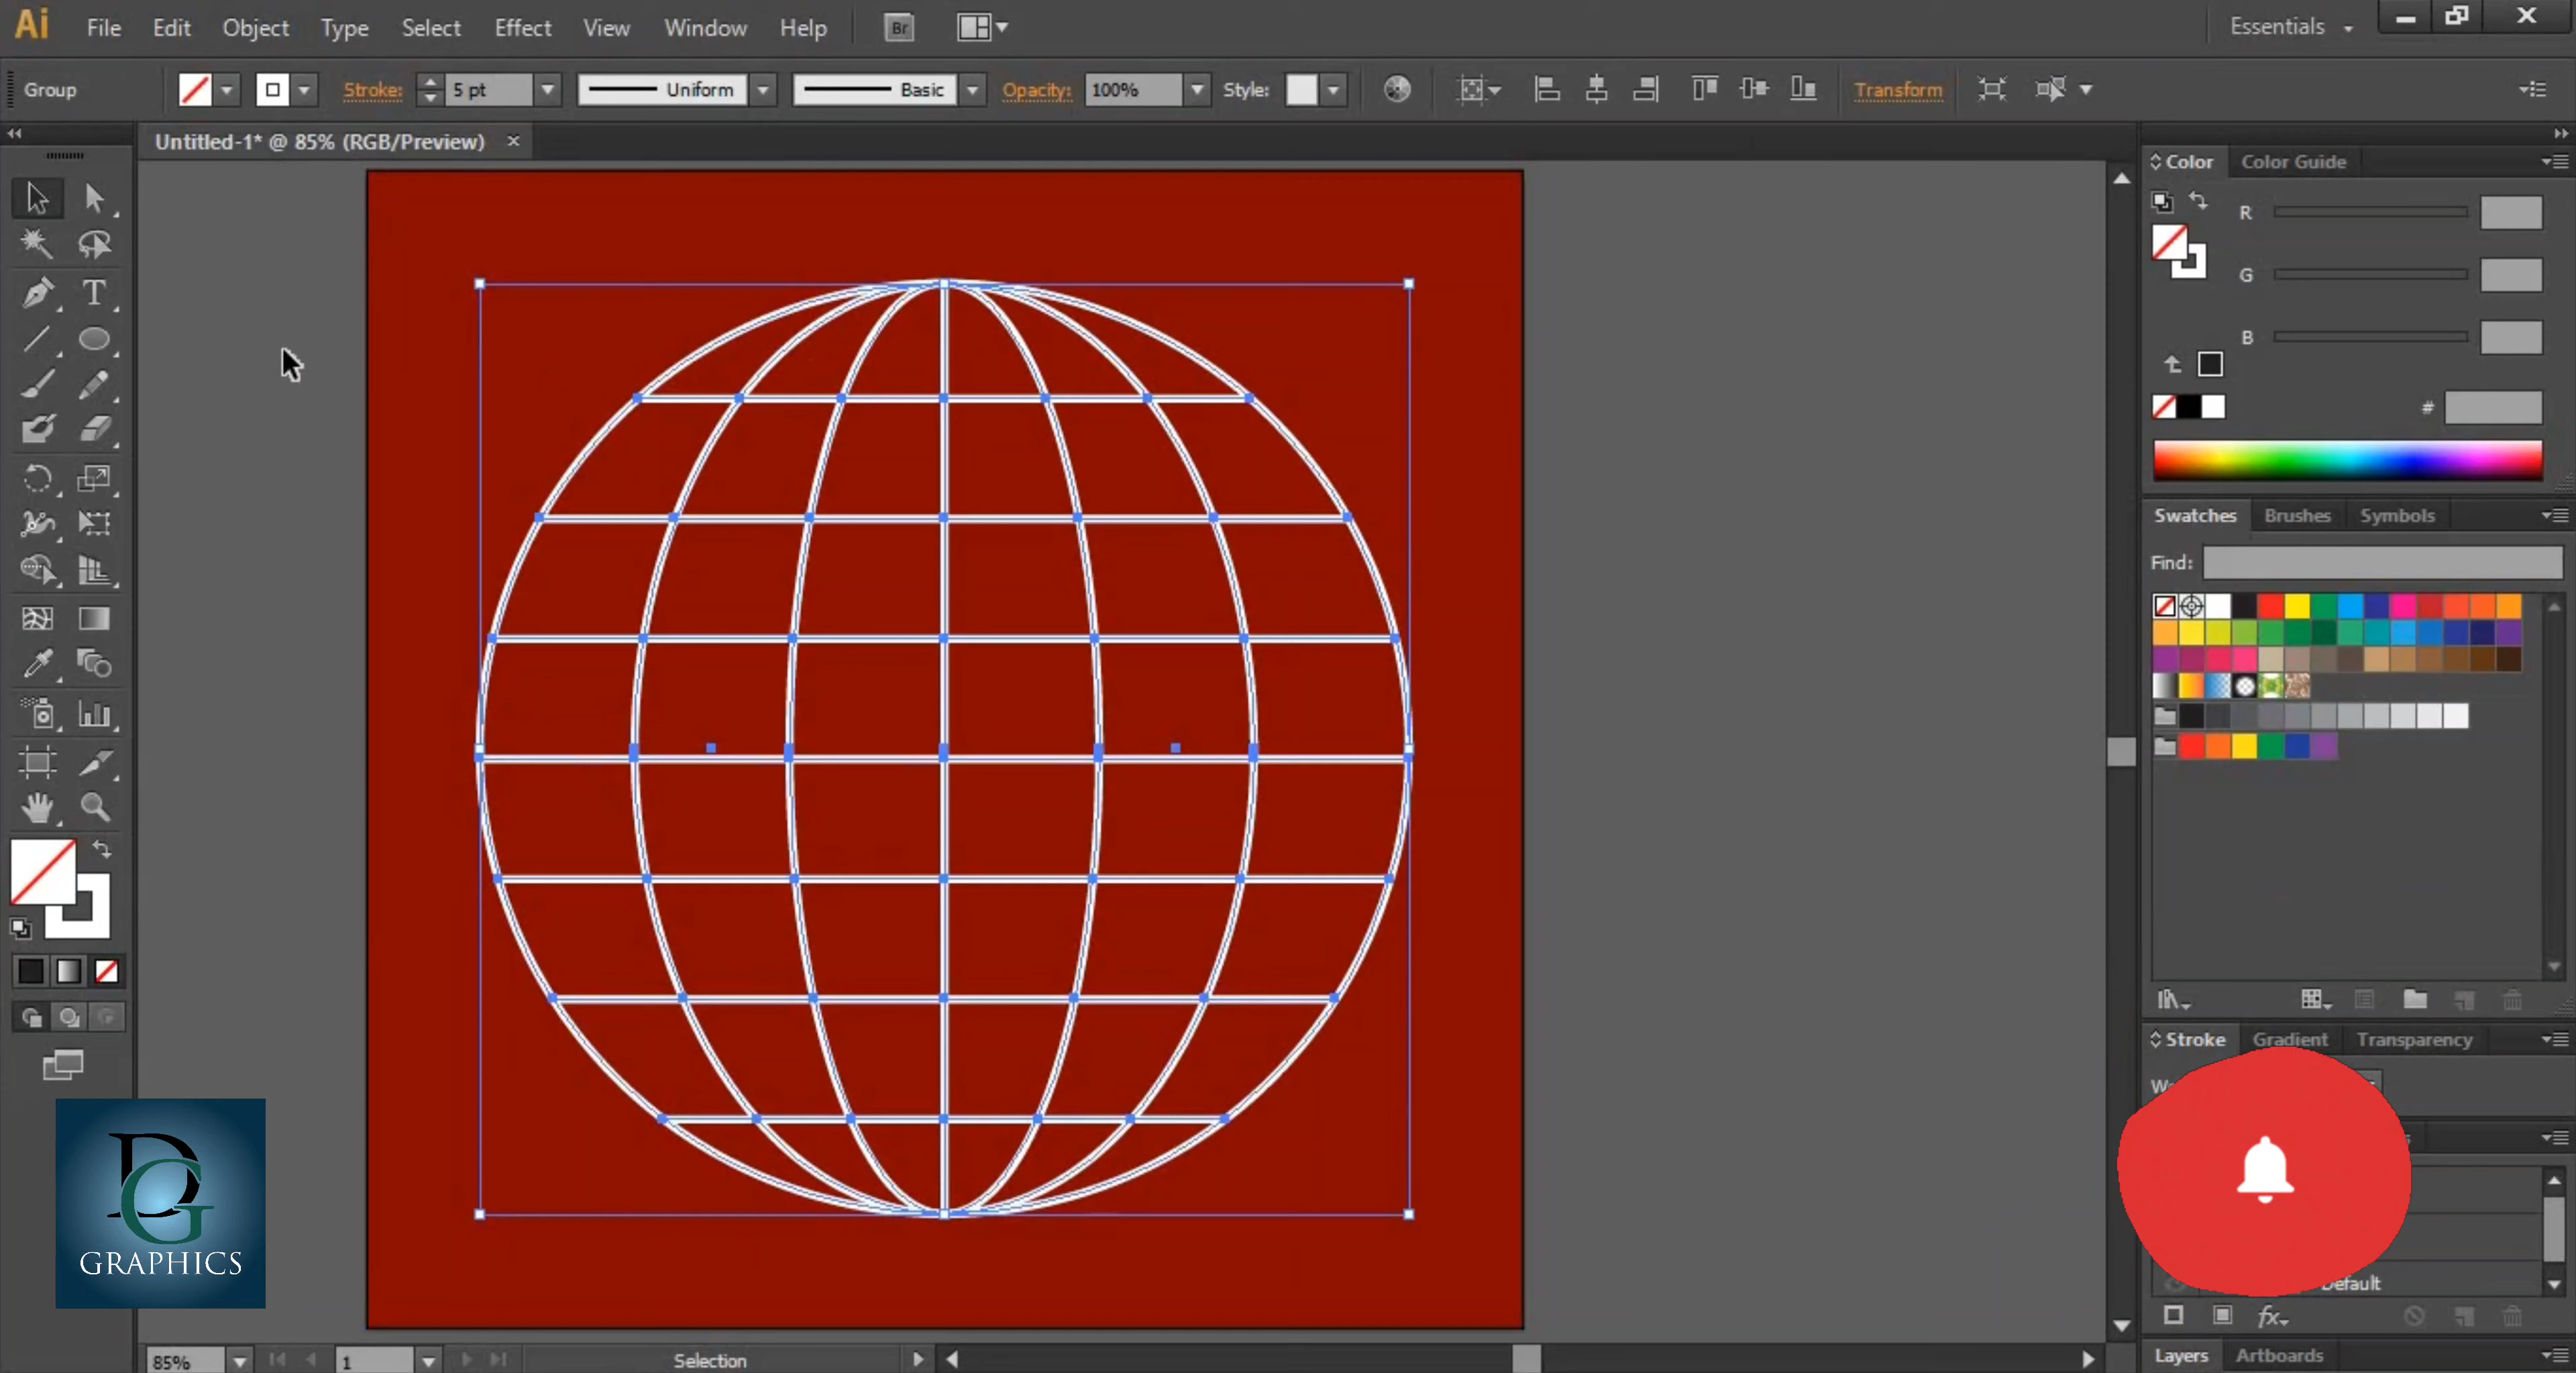 Ai File Edit Object Type Select Effect View Window Help Br Essentials
Group Stroke: 5 pt Uniform Basic Opacity: 100% Style: Transform
Untitled-1* @ 85% (RGB/Preview)
Color Color Guide
R
G
B
#
Swatches Brushes Symbols
Find:
Stroke Gradient Transparency
DG
GRAPHICS
Default
fx
85% 1 Selection
Layers Artboards